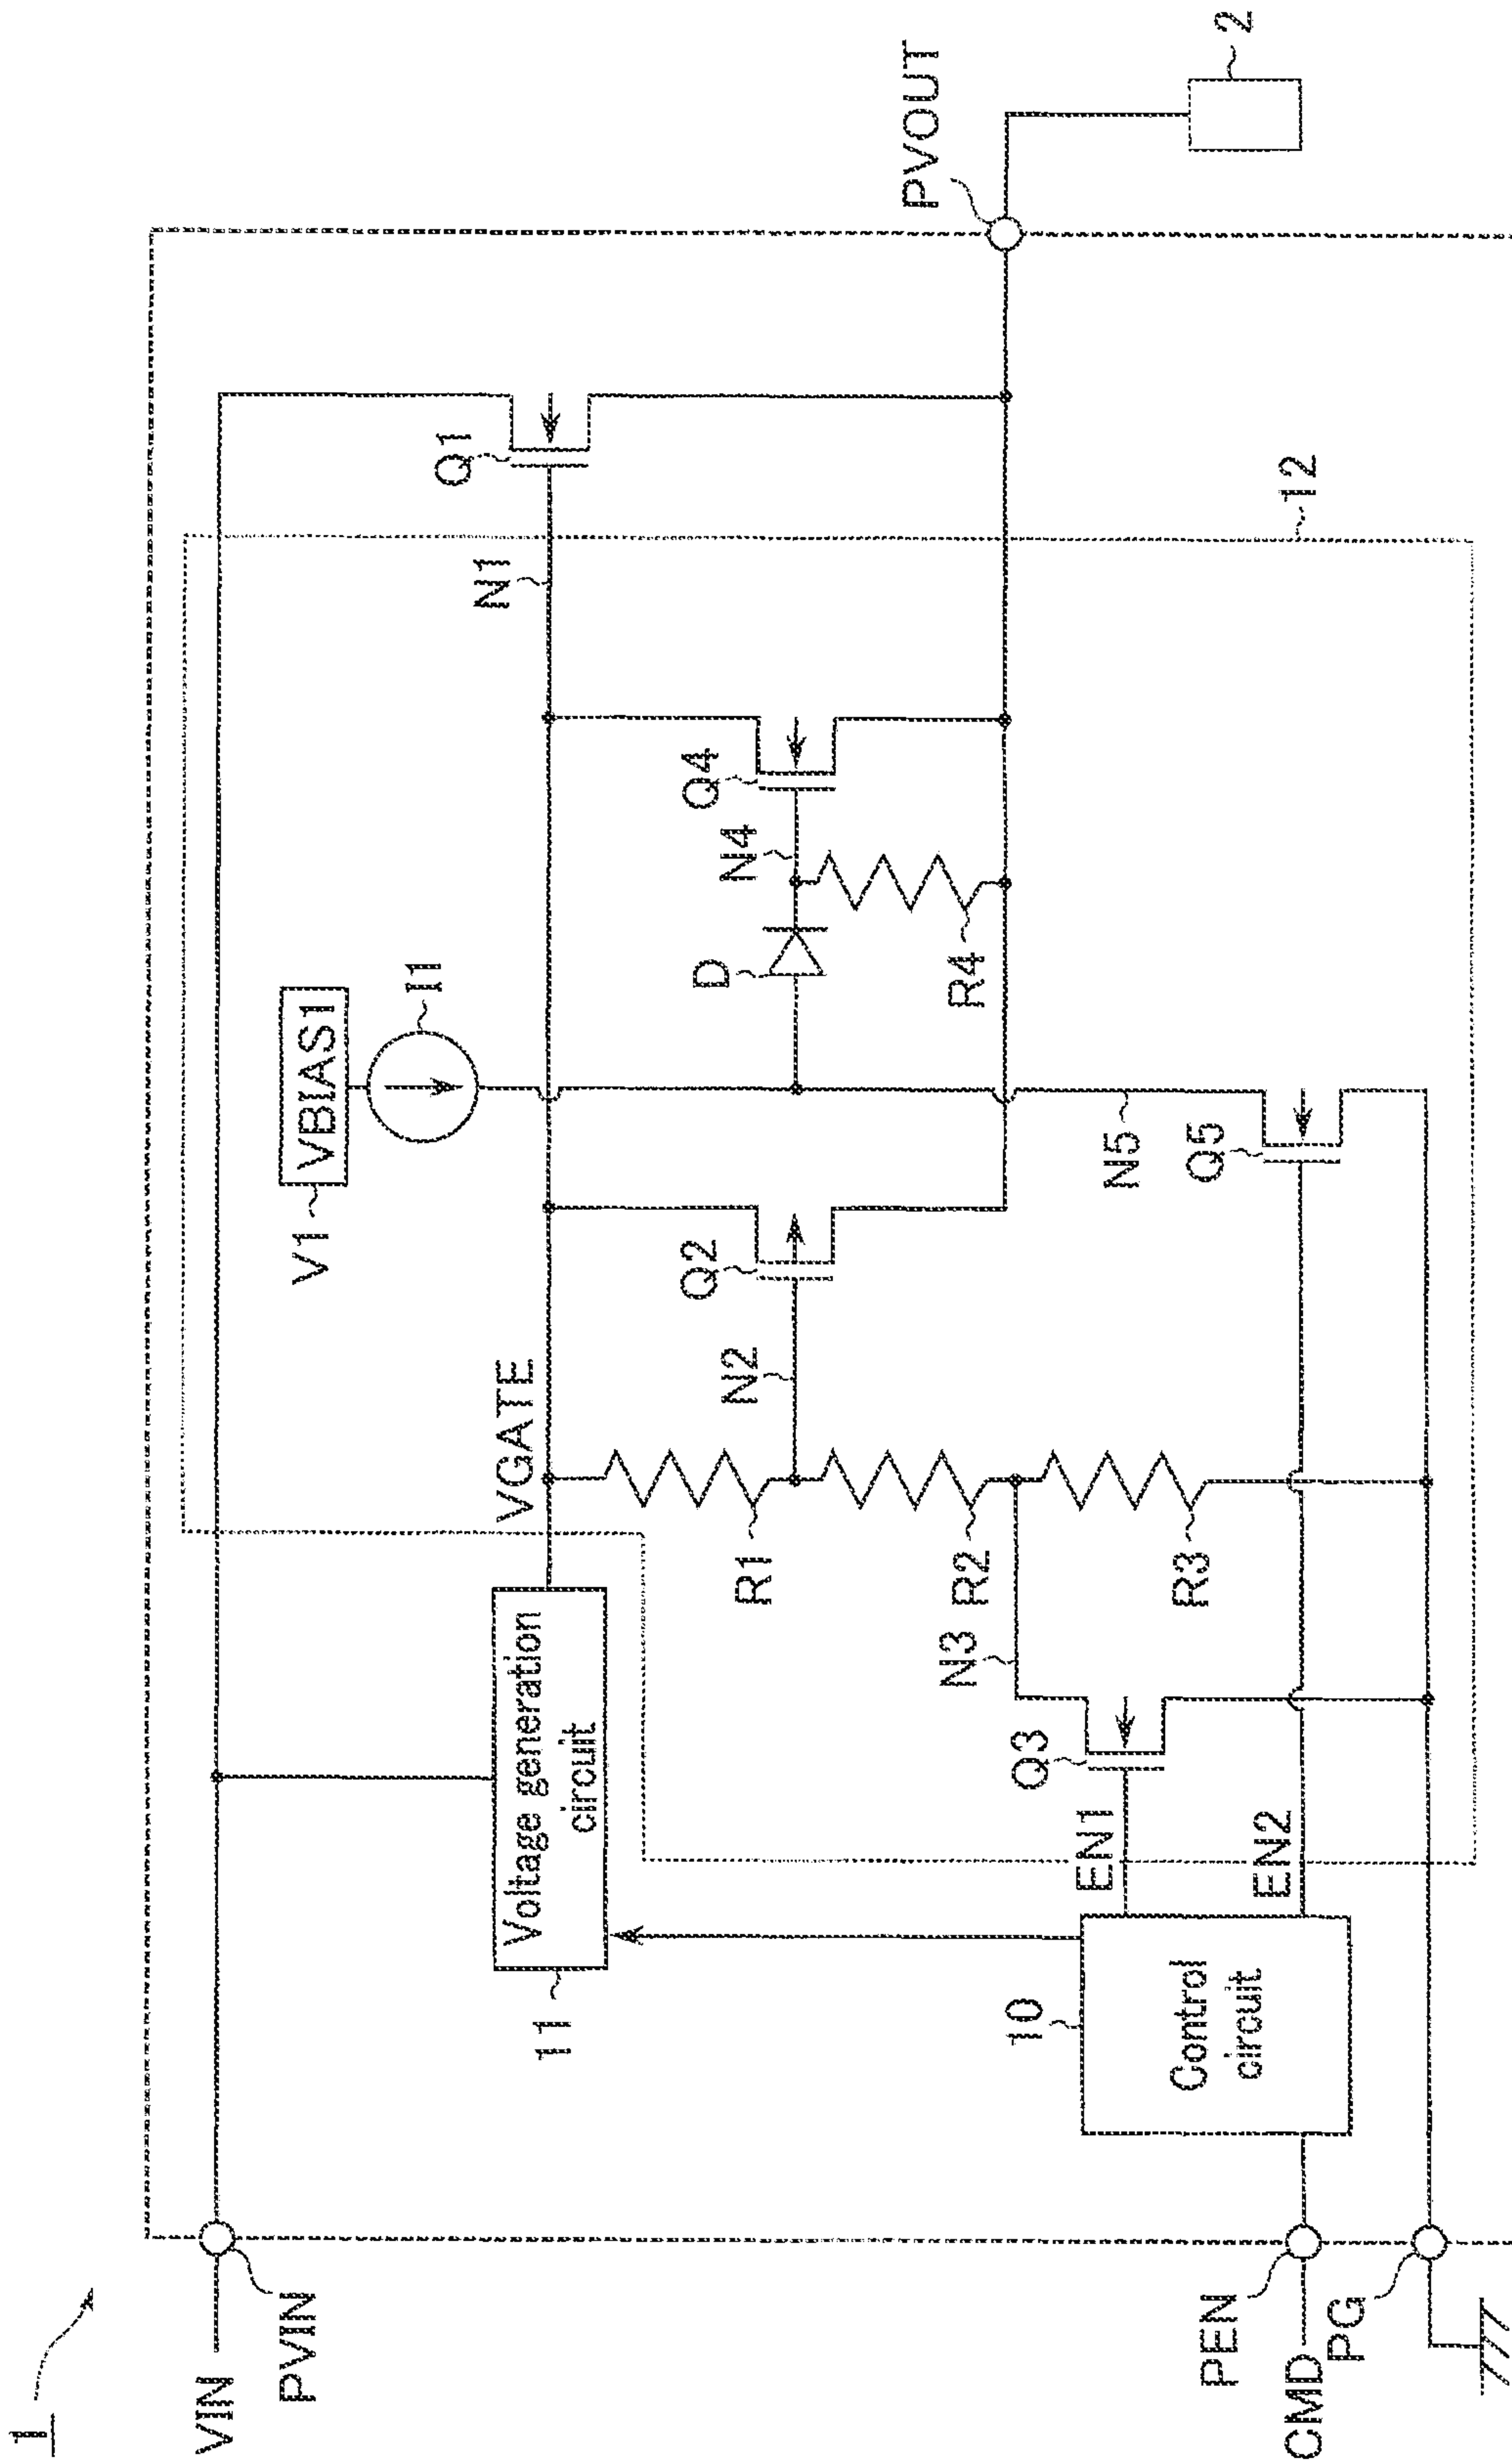 1
VIN
PVIN
V1
VBIAS1
I1
Q1
N1
VGATE
11
Voltage generation
circuit
Q2
N2
D
N4
Q4
R4
PVOUT
2
R1
R2
R3
N3
Q3
N5
Q5
12
10
Control
circuit
EN1
EN2
PEN
CMD
PG